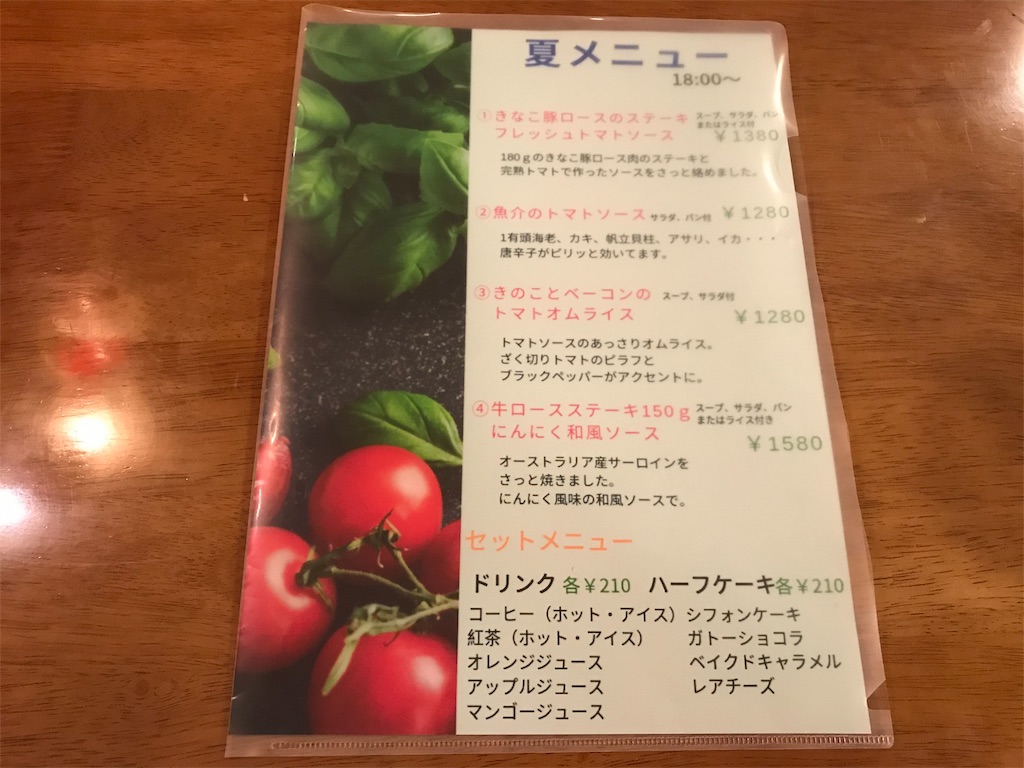 夏メニュー
18:00～
①きなこ豚ロースのステーキ スープ、サラダ、パン
またはライス付
フレッシュトマトソース ￥1380
180ｇのきなこ豚ロース肉のステーキと
完熟トマトで作ったソースをさっと絡めました。
②魚介のトマトソース サラダ、パン付 ￥1280
1有頭海老、カキ、帆立貝柱、アサリ、イカ・・・
唐辛子がピリッと効いてます。
③きのことベーコンの スープ、サラダ付
トマトオムライス ￥1280
トマトソースのあっさりオムライス。
ざく切りトマトのピラフと
ブラックペッパーがアクセントに。
④牛ロースステーキ150ｇ スープ、サラダ、パン
またはライス付き
にんにく和風ソース ￥1580
オーストラリア産サーロインを
さっと焼きました。
にんにく風味の和風ソースで。
セットメニュー
ドリンク 各￥210 ハーフケーキ各￥210
コーヒー（ホット・アイス） シフォンケーキ
紅茶（ホット・アイス） ガトーショコラ
オレンジジュース ベイクドキャラメル
アップルジュース レアチーズ
マンゴージュース